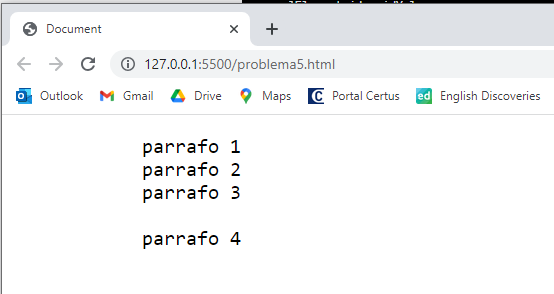 Document
127.0.0.1:5500/problema5.html
Outlook Gmail Drive Maps Portal Certus ed English Discoveries
parrafo 1
parrafo 2
parrafo 3
parrafo 4